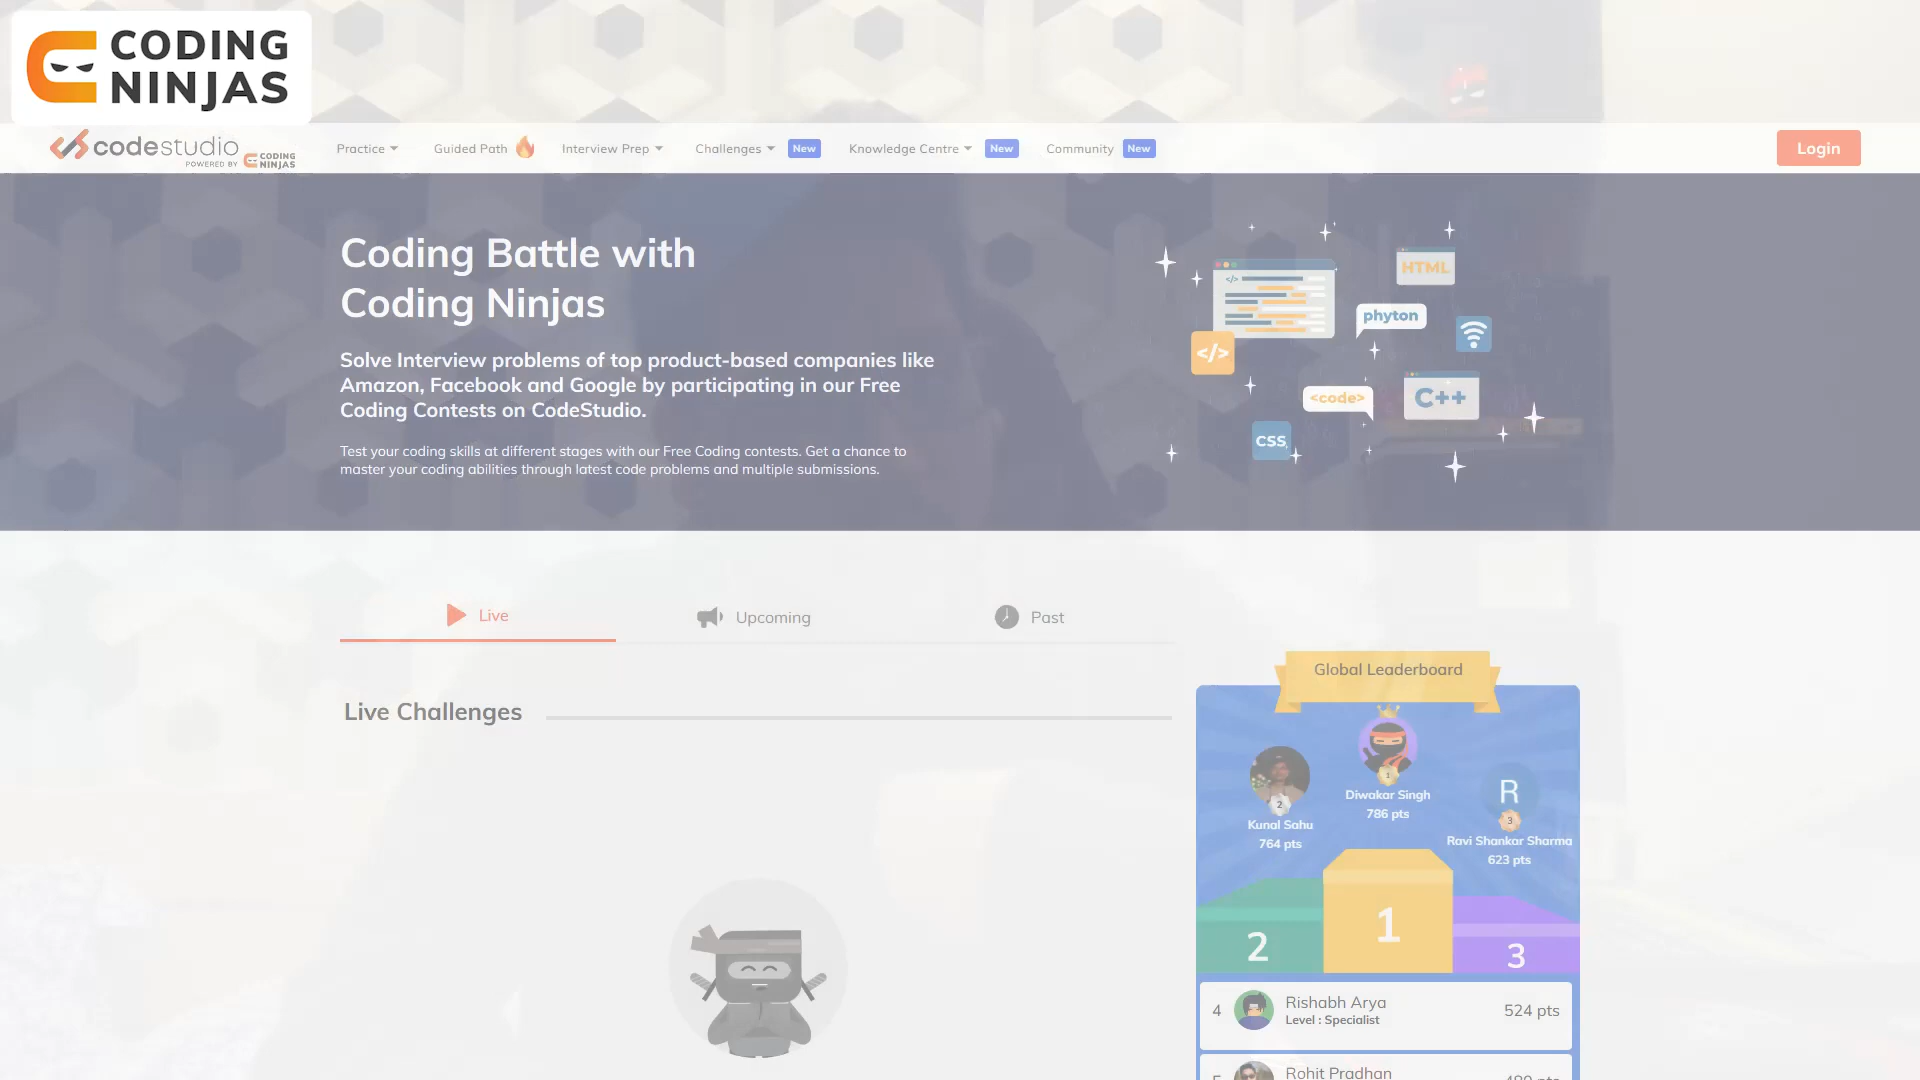 CODING
NINJAS
codestudio
POWERED BY CODING NINJAS
Practice
Guided Path
Interview Prep
Challenges New
Knowledge Centre New
Community New
Login
Coding Battle with
Coding Ninjas
Solve Interview problems of top product-based companies like
Amazon, Facebook and Google by participating in our Free
Coding Contests on CodeStudio.
Test your coding skills at different stages with our Free Coding contests. Get a chance to
master your coding abilities through latest code problems and multiple submissions.
</>
HTML
phyton
</>
<code>
C++
CSS
Live
Upcoming
Past
Live Challenges
Global Leaderboard
1
Diwakar Singh
786 pts
2
Kunal Sahu
764 pts
R
3
Ravi Shankar Sharma
623 pts
2
1
3
4
Rishabh Arya
524 pts
Level : Specialist
Rohit Pradhan